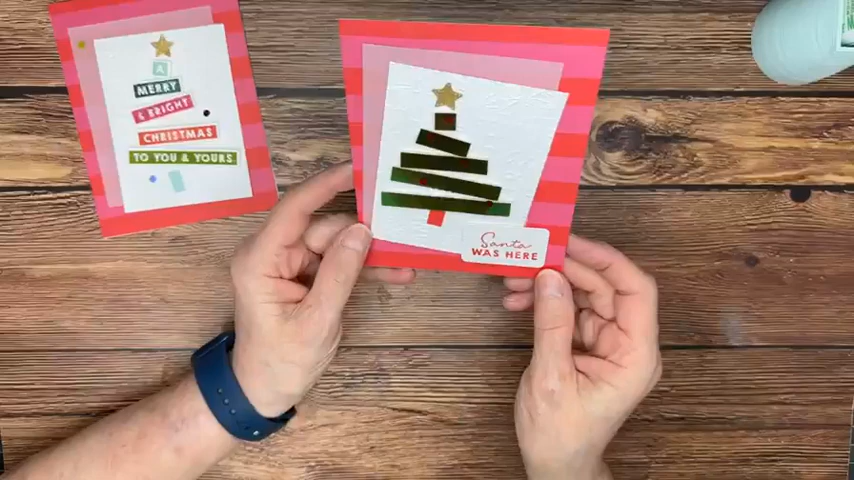 A
MERRY
& BRIGHT
CHRISTMAS
TO YOU & YOURS
Santa
WAS HERE